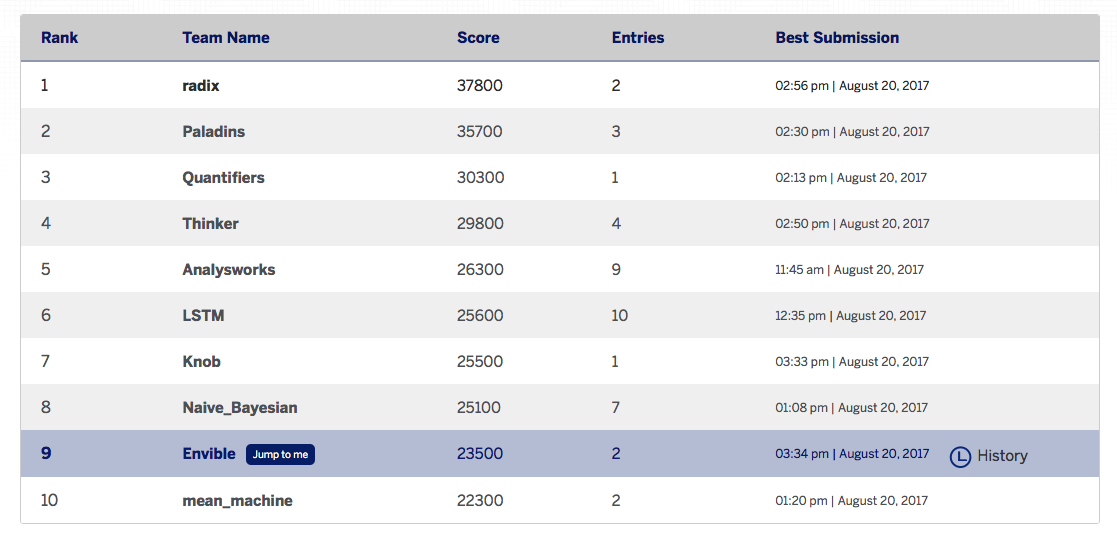 Rank Team Name Score Entries Best Submission
1 radix 37800 2 02:56 pm | August 20, 2017
2 Paladins 35700 3 02:30 pm | August 20, 2017
3 Quantifiers 30300 1 02:13 pm | August 20, 2017
4 Thinker 29800 4 02:50 pm | August 20, 2017
5 Analysworks 26300 9 11:45 am | August 20, 2017
6 LSTM 25600 10 12:35 pm | August 20, 2017
7 Knob 25500 1 03:33 pm | August 20, 2017
8 Naive_Bayesian 25100 7 01:08 pm | August 20, 2017
9 Envible Jump to me 23500 2 03:34 pm | August 20, 2017 History
10 mean_machine 22300 2 01:20 pm | August 20, 2017